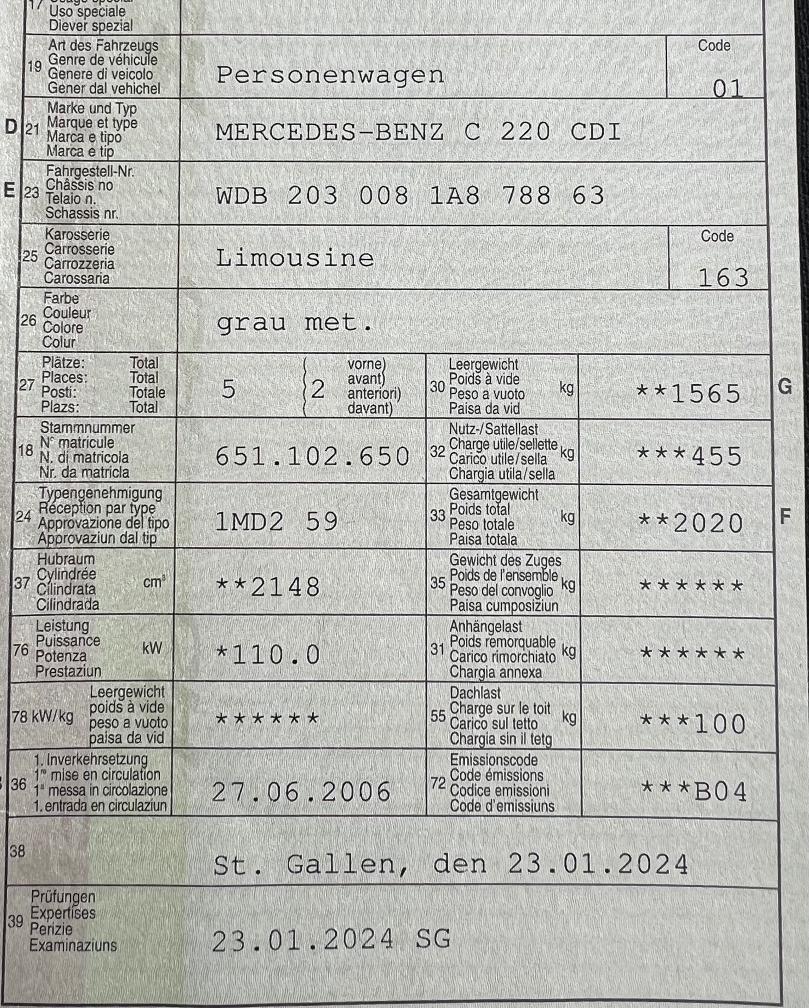 17 Usage spécial
Uso speciale
Diever spezial
19 Art des Fahrzeugs
Genre de véhicule
Genere di veicolo
Gener dal vehichel
Personenwagen
Code
01
D 21 Marke und Typ
Marque et type
Marca e tipo
Marca e tip
MERCEDES-BENZ C 220 CDI
E 23 Fahrgestell-Nr.
Châssis no
Telaio n.
Schassis nr.
WDB 203 008 1A8 788 63
25 Karosserie
Carrosserie
Carrozzeria
Carossaria
Limousine
Code
163
26 Farbe
Couleur
Colore
Colur
grau met.
27 Plätze: Total
Places: Total
Posti: Totale
Plazs: Total
5 2 vorne)
avant)
anteriori)
davant)
30 Leergewicht
Poids à vide kg
Peso a vuoto
Paisa da vid
**1565 G
18 Stammnummer
N° matricule
N. di matricola
Nr. da matricla
651.102.650
32 Nutz-/Sattellast
Charge utile/sellette kg
Carico utile/sella
Chargia utila/sella
***455
24 Typengenehmigung
Réception par type
Approvazione del tipo
Approvaziun dal tip
1MD2 59
33 Gesamtgewicht
Poids total kg
Peso totale
Paisa totala
**2020 F
37 Hubraum
Cylindrée cm³
Cilindrata
Cilindrada
**2148
35 Gewicht des Zuges
Poids de l'ensemble kg
Peso del convoglio
Paisa cumposiziun
******
76 Leistung
Puissance kW
Potenza
Prestaziun
*110.0
31 Anhängelast
Poids remorquable kg
Carico rimorchiato
Chargia annexa
******
78 kW/kg Leergewicht
poids à vide
peso a vuoto
paisa da vid
******
55 Dachlast
Charge sur le toit kg
Carico sul tetto
Chargia sin il tetg
***100
36 1. Inverkehrsetzung
1re mise en circulation
1a messa in circolazione
1. entrada en circulaziun
27.06.2006
72 Emissionscode
Code émissions
Codice emissioni
Code d'emissiuns
***B04
38
St. Gallen, den 23.01.2024
39 Prüfungen
Expertises
Perizie
Examinaziuns
23.01.2024 SG